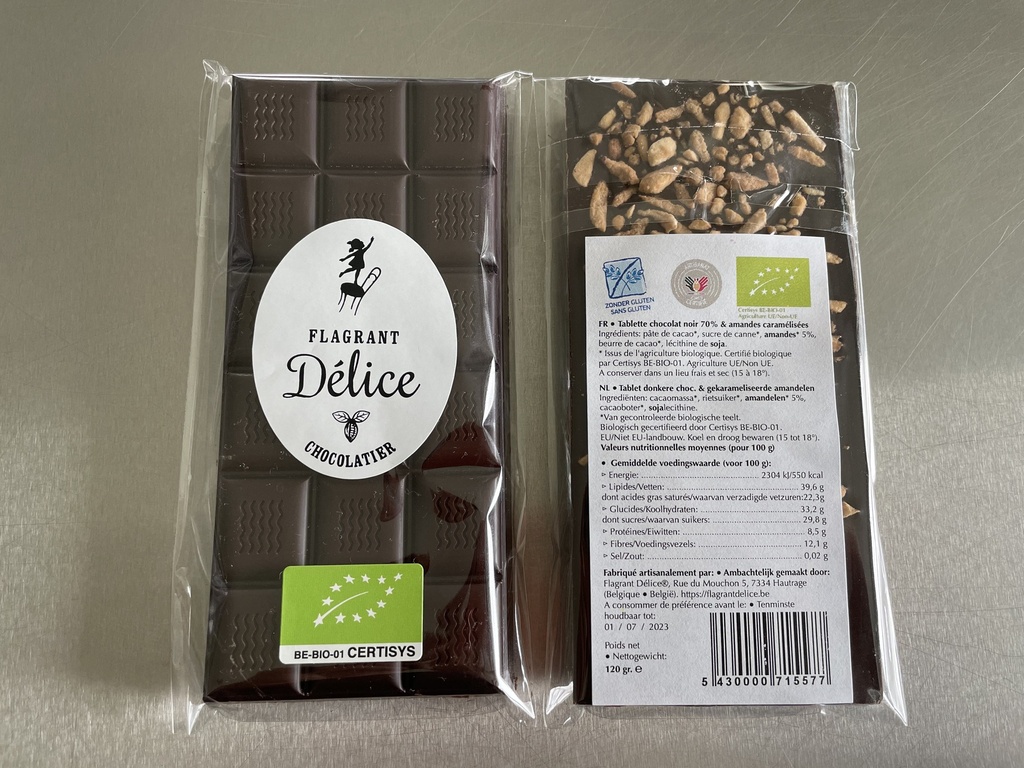 FLAGRANT
Délice
CHOCOLATIER
BE-BIO-01 CERTISYS
ZONDER GLUTEN
SANS GLUTEN
Certisys BE-BIO-01
Agriculture UE/Non-UE
FR • Tablette chocolat noir 70% & amandes caramélisées
Ingrédients: pâte de cacao*, sucre de canne*, amandes* 5%,
beurre de cacao*, lécithine de soja.
* Issus de l'agriculture biologique. Certifié biologique
par Certisys BE-BIO-01. Agriculture UE/Non UE.
A conserver dans un lieu frais et sec (15 à 18°).
NL • Tablet donkere choc. & gekarameliseerde amandelen
Ingrediënten: cacaomassa*, rietsuiker*, amandelen* 5%,
cacaoboter*, sojalecithine.
*Van gecontroleerde biologische teelt.
Biologisch gecertifieerd door Certisys BE-BIO-01.
EU/Niet EU-landbouw. Koel en droog bewaren (15 tot 18°).
Valeurs nutritionnelles moyennes (pour 100 g)
• Gemiddelde voedingswaarde (voor 100 g):
▹ Energie: 2304 kJ/550 kcal
▹ Lipides/Vetten: 39,6 g
dont acides gras saturés/waarvan verzadigde vetzuren:22,3g
▹ Glucides/Koolhydraten: 33,2 g
dont sucres/waarvan suikers: 29,8 g
▹ Protéines/Eiwitten: 8,5 g
▹ Fibres/Voedingsvezels: 12,1 g
▹ Sel/Zout: 0,02 g
Fabriqué artisanalement par: • Ambachtelijk gemaakt door:
Flagrant Délice®, Rue du Mouchon 5, 7334 Hautrage
(Belgique • België). https://flagrantdelice.be
A consommer de préférence avant le: • Tenminste
houdbaar tot:
01 / 07 / 2023
Poids net
• Nettogewicht:
120 gr. ℮
5 430000 715577